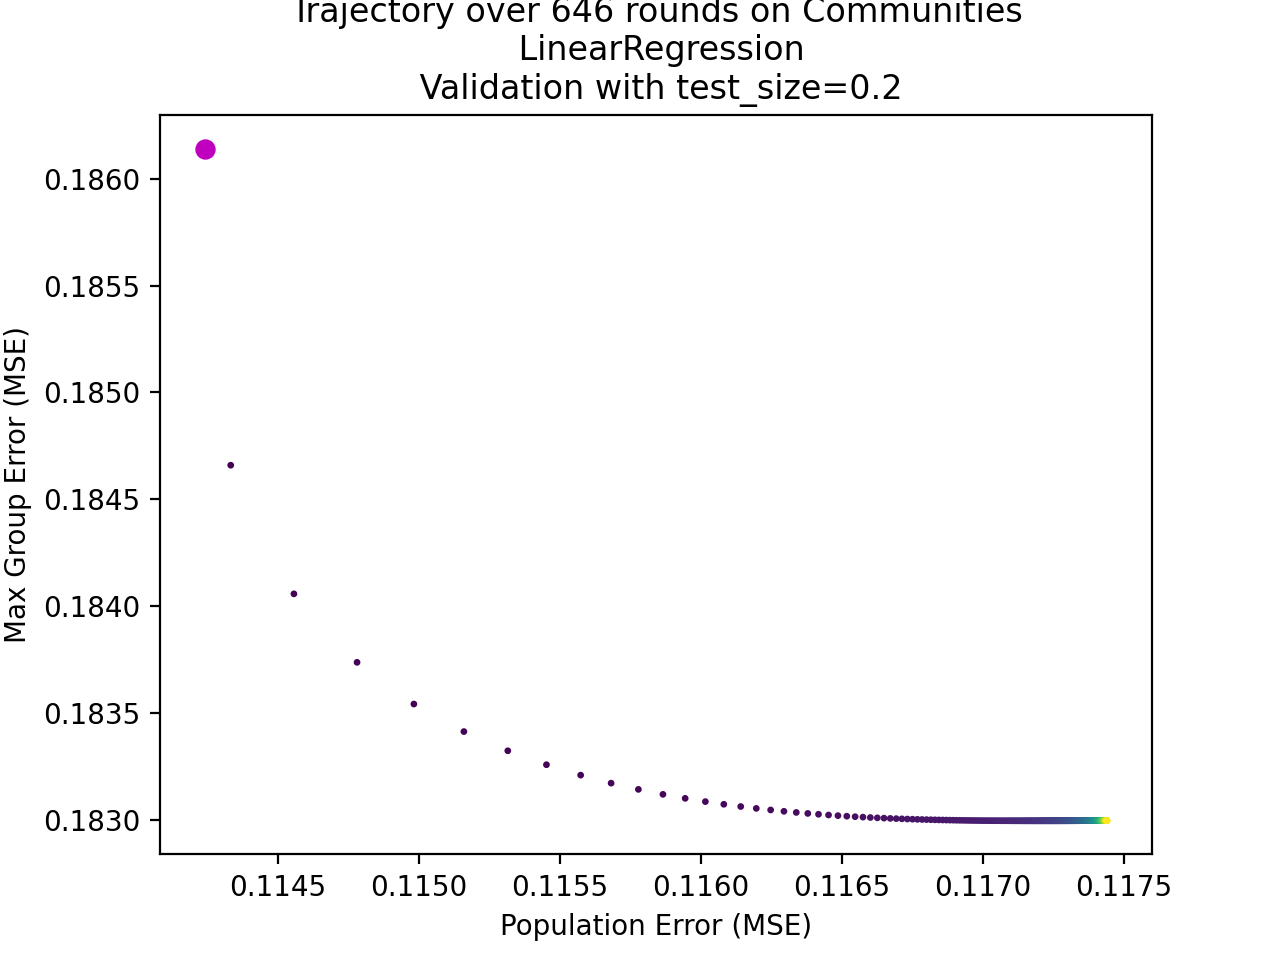 Trajectory over 646 rounds on Communities
LinearRegression
Validation with test_size=0.2
Max Group Error (MSE)
0.1860
0.1855
0.1850
0.1845
0.1840
0.1835
0.1830
0.1145 0.1150 0.1155 0.1160 0.1165 0.1170 0.1175
Population Error (MSE)